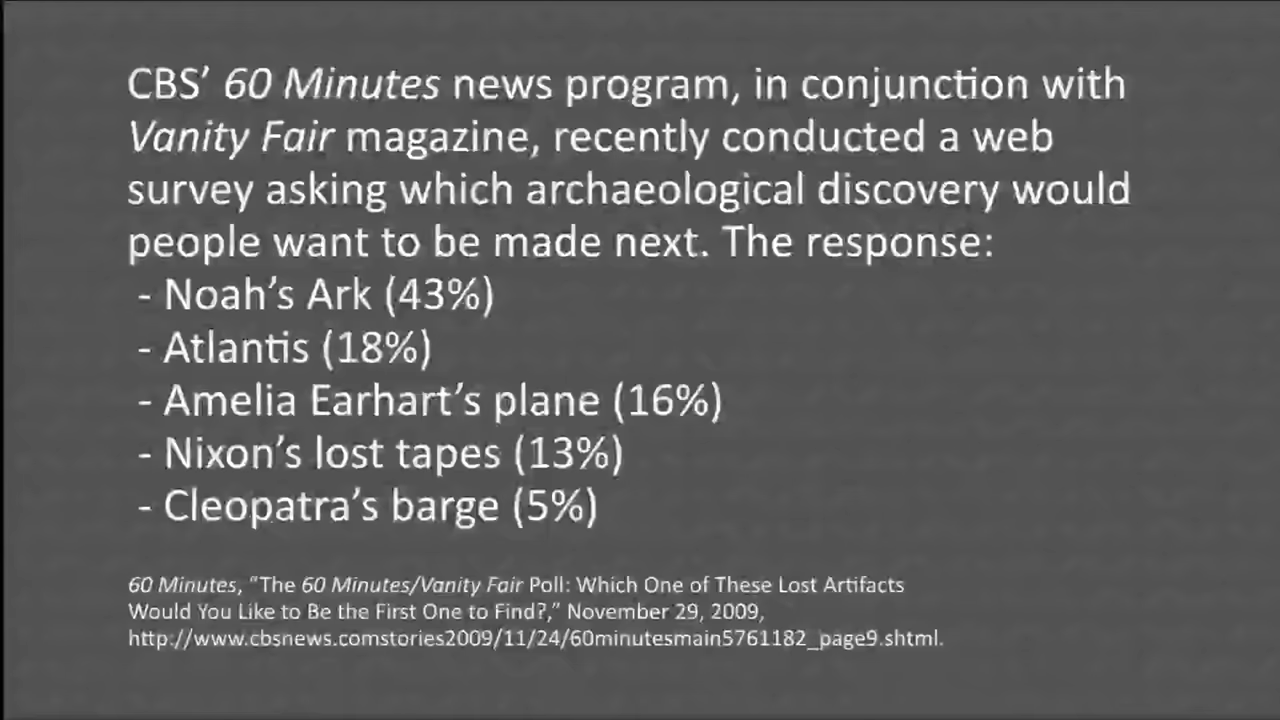 CBS’ 60 Minutes news program, in conjunction with
Vanity Fair magazine, recently conducted a web
survey asking which archaeological discovery would
people want to be made next. The response:
- Noah’s Ark (43%)
- Atlantis (18%)
- Amelia Earhart’s plane (16%)
- Nixon’s lost tapes (13%)
- Cleopatra’s barge (5%)
60 Minutes, “The 60 Minutes/Vanity Fair Poll: Which One of These Lost Artifacts
Would You Like to Be the First One to Find?,” November 29, 2009,
http://www.cbsnews.comstories2009/11/24/60minutesmain5761182_page9.shtml.